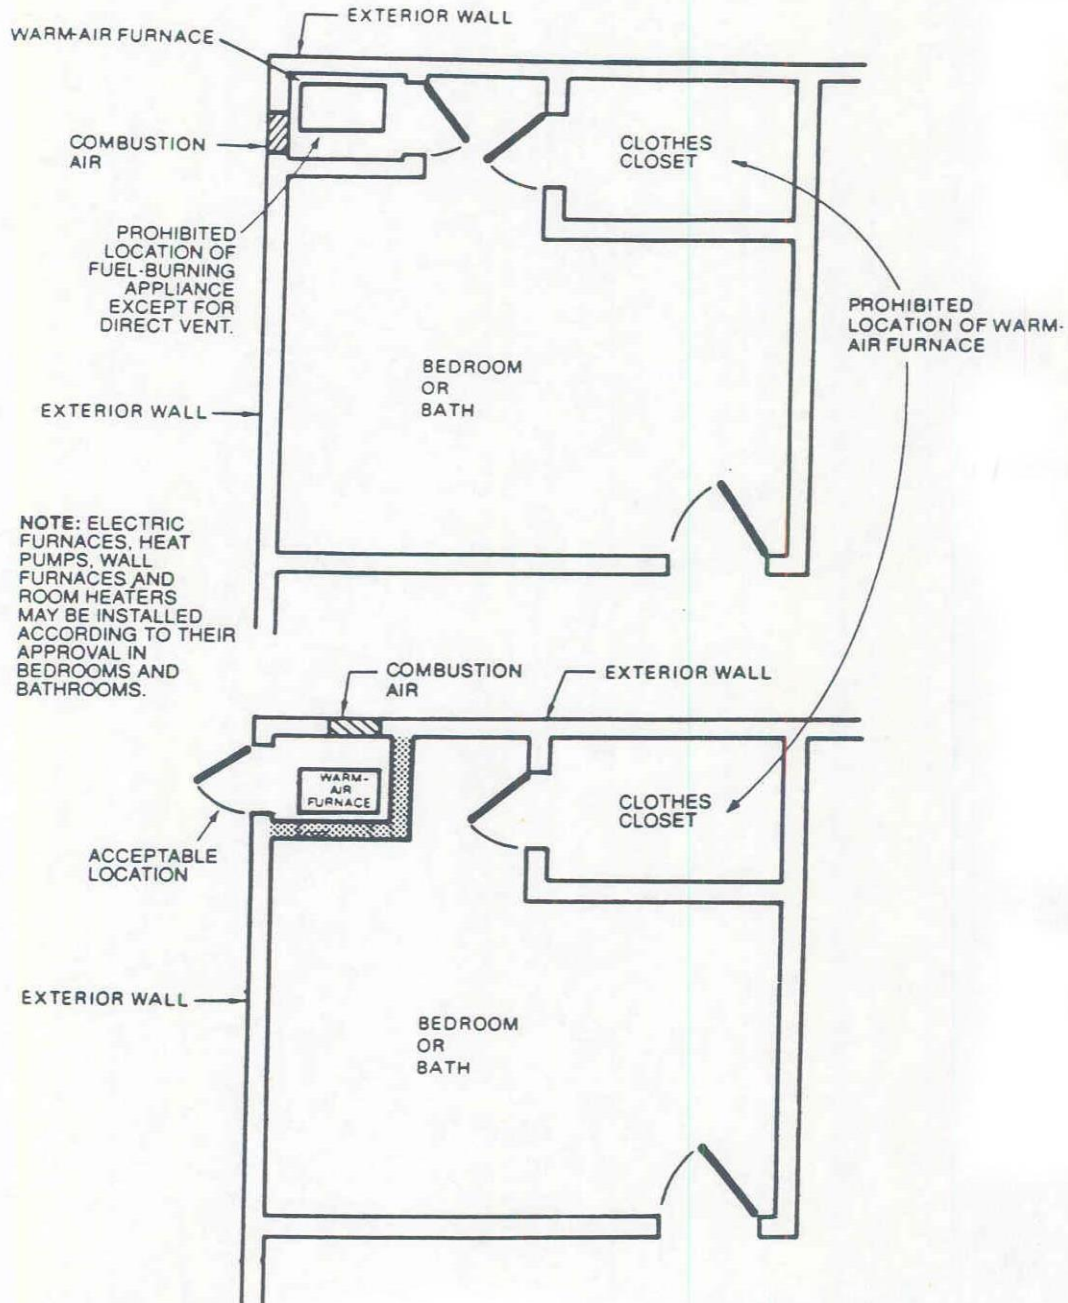 EXTERIOR WALL
WARM-AIR FURNACE
COMBUSTION
AIR
CLOTHES
CLOSET
PROHIBITED
LOCATION OF
FUEL-BURNING
APPLIANCE
EXCEPT FOR
DIRECT VENT.
PROHIBITED
LOCATION OF WARM-
AIR FURNACE
BEDROOM
OR
BATH
EXTERIOR WALL
NOTE: ELECTRIC
FURNACES, HEAT
PUMPS, WALL
FURNACES AND
ROOM HEATERS
MAY BE INSTALLED
ACCORDING TO THEIR
APPROVAL IN
BEDROOMS AND
BATHROOMS.
COMBUSTION
AIR
EXTERIOR WALL
WARM-
AIR
FURNACE
CLOTHES
CLOSET
ACCEPTABLE
LOCATION
EXTERIOR WALL
BEDROOM
OR
BATH